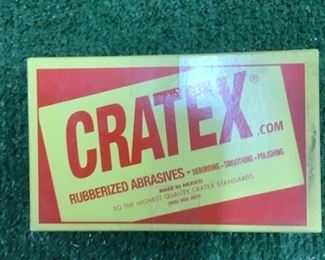 CRATEX® .COM
RUBBERIZED ABRASIVES - DEBURRING • SMOOTHING • POLISHING
MADE IN MEXICO
TO THE HIGHEST QUALITY CRATEX STANDARDS